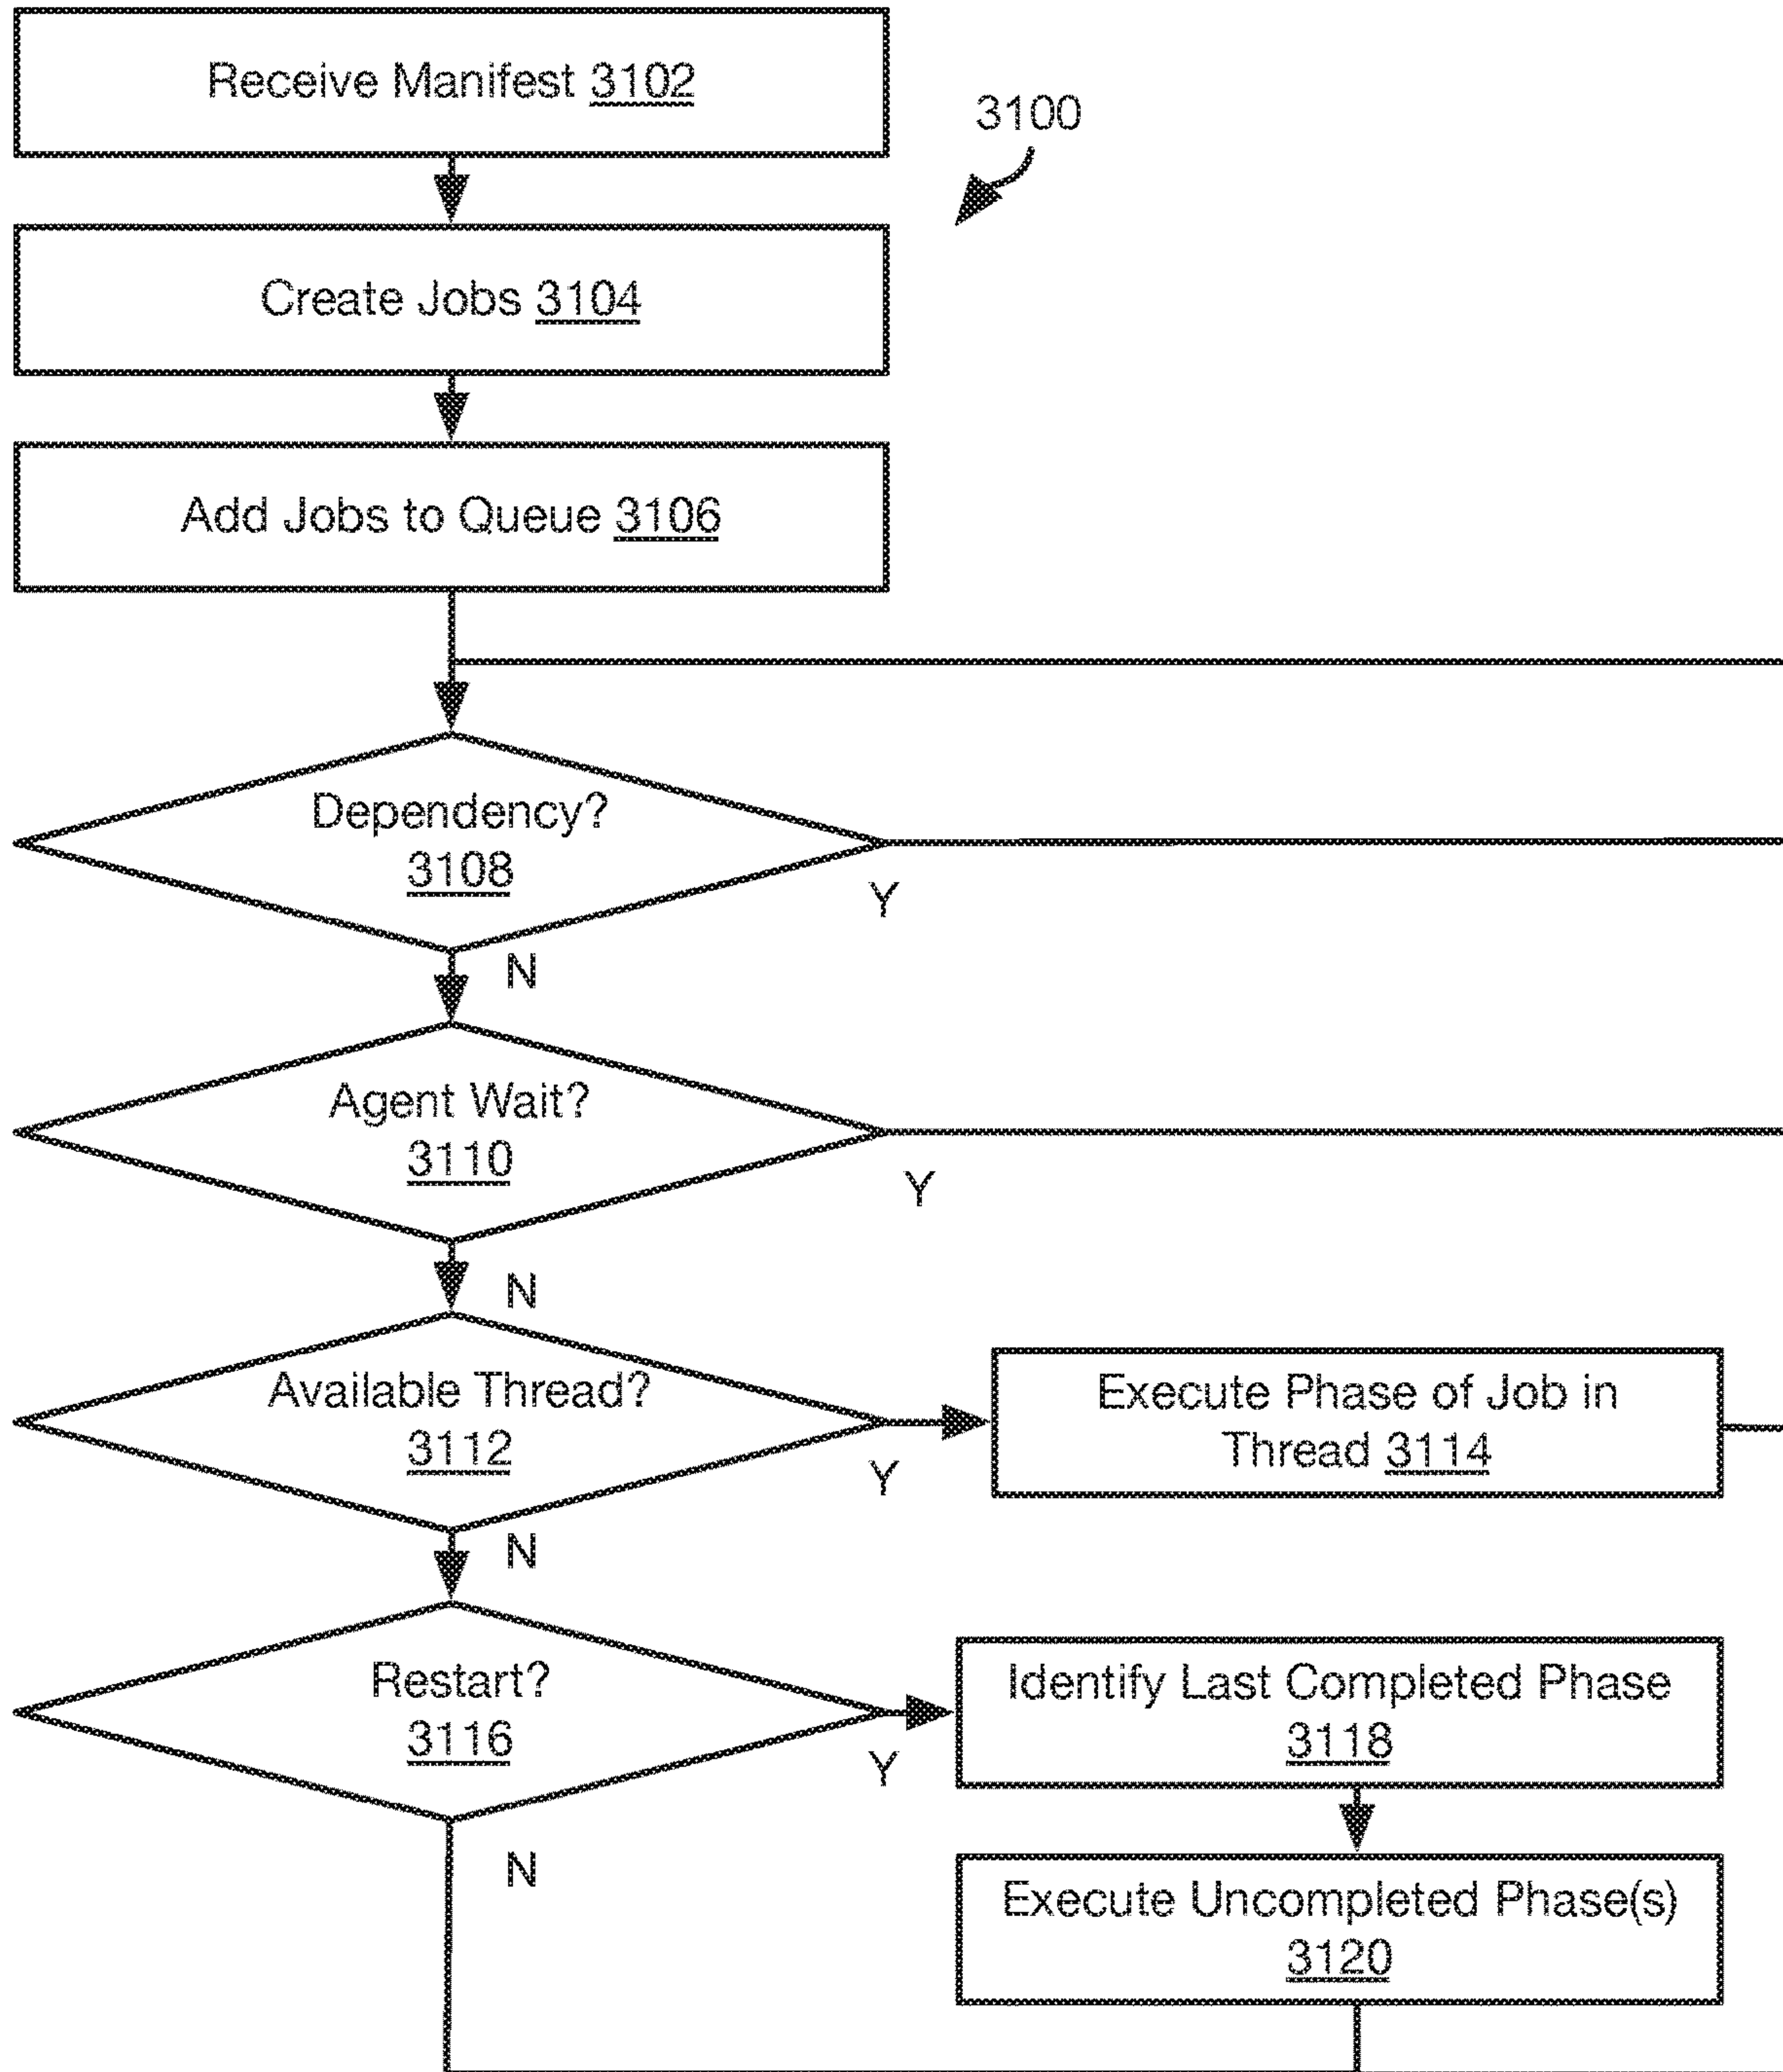 Receive Manifest 3102
3100
Create Jobs 3104
Add Jobs to Queue 3106
Dependency?
3108
Y
N
Agent Wait?
3110
Y
N
Available Thread?
3112
Y
Execute Phase of Job in
Thread 3114
N
Restart?
3116
Y
Identify Last Completed Phase
3118
N
Execute Uncompleted Phase(s)
3120